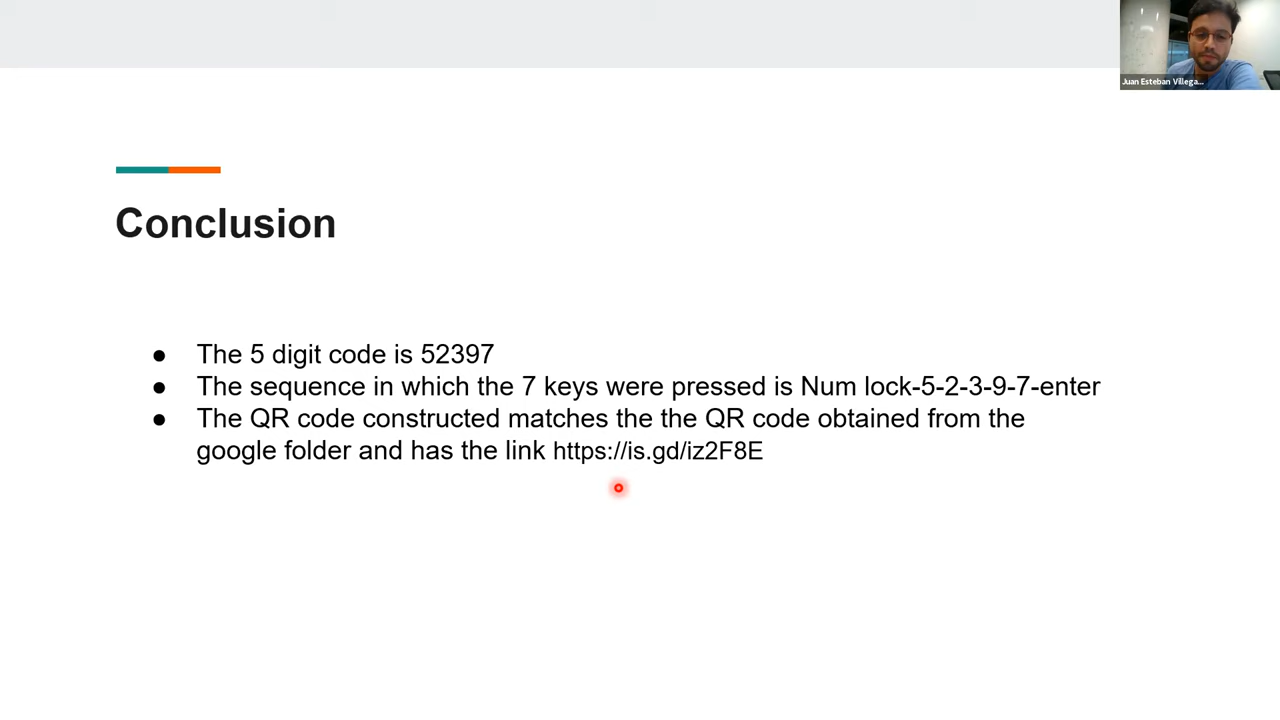 Juan Esteban Villega...
Conclusion
● The 5 digit code is 52397
● The sequence in which the 7 keys were pressed is Num lock-5-2-3-9-7-enter
● The QR code constructed matches the the QR code obtained from the
google folder and has the link https://is.gd/iz2F8E